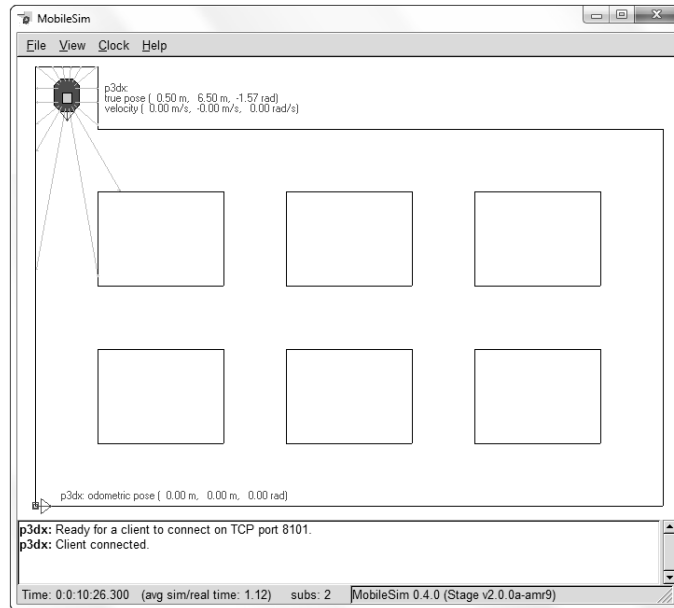 MobileSim
File View Clock Help
p3dx:
true pose ( 0.50 m, 6.50 m, -1.57 rad)
velocity ( 0.00 m/s, -0.00 m/s, 0.00 rad/s)
p3dx: odometric pose ( 0.00 m, 0.00 m, 0.00 rad)
p3dx: Ready for a client to connect on TCP port 8101.
p3dx: Client connected.
Time: 0:0:10:26.300 (avg sim/real time: 1.12) subs: 2 MobileSim 0.4.0 (Stage v2.0.0a-amr9)